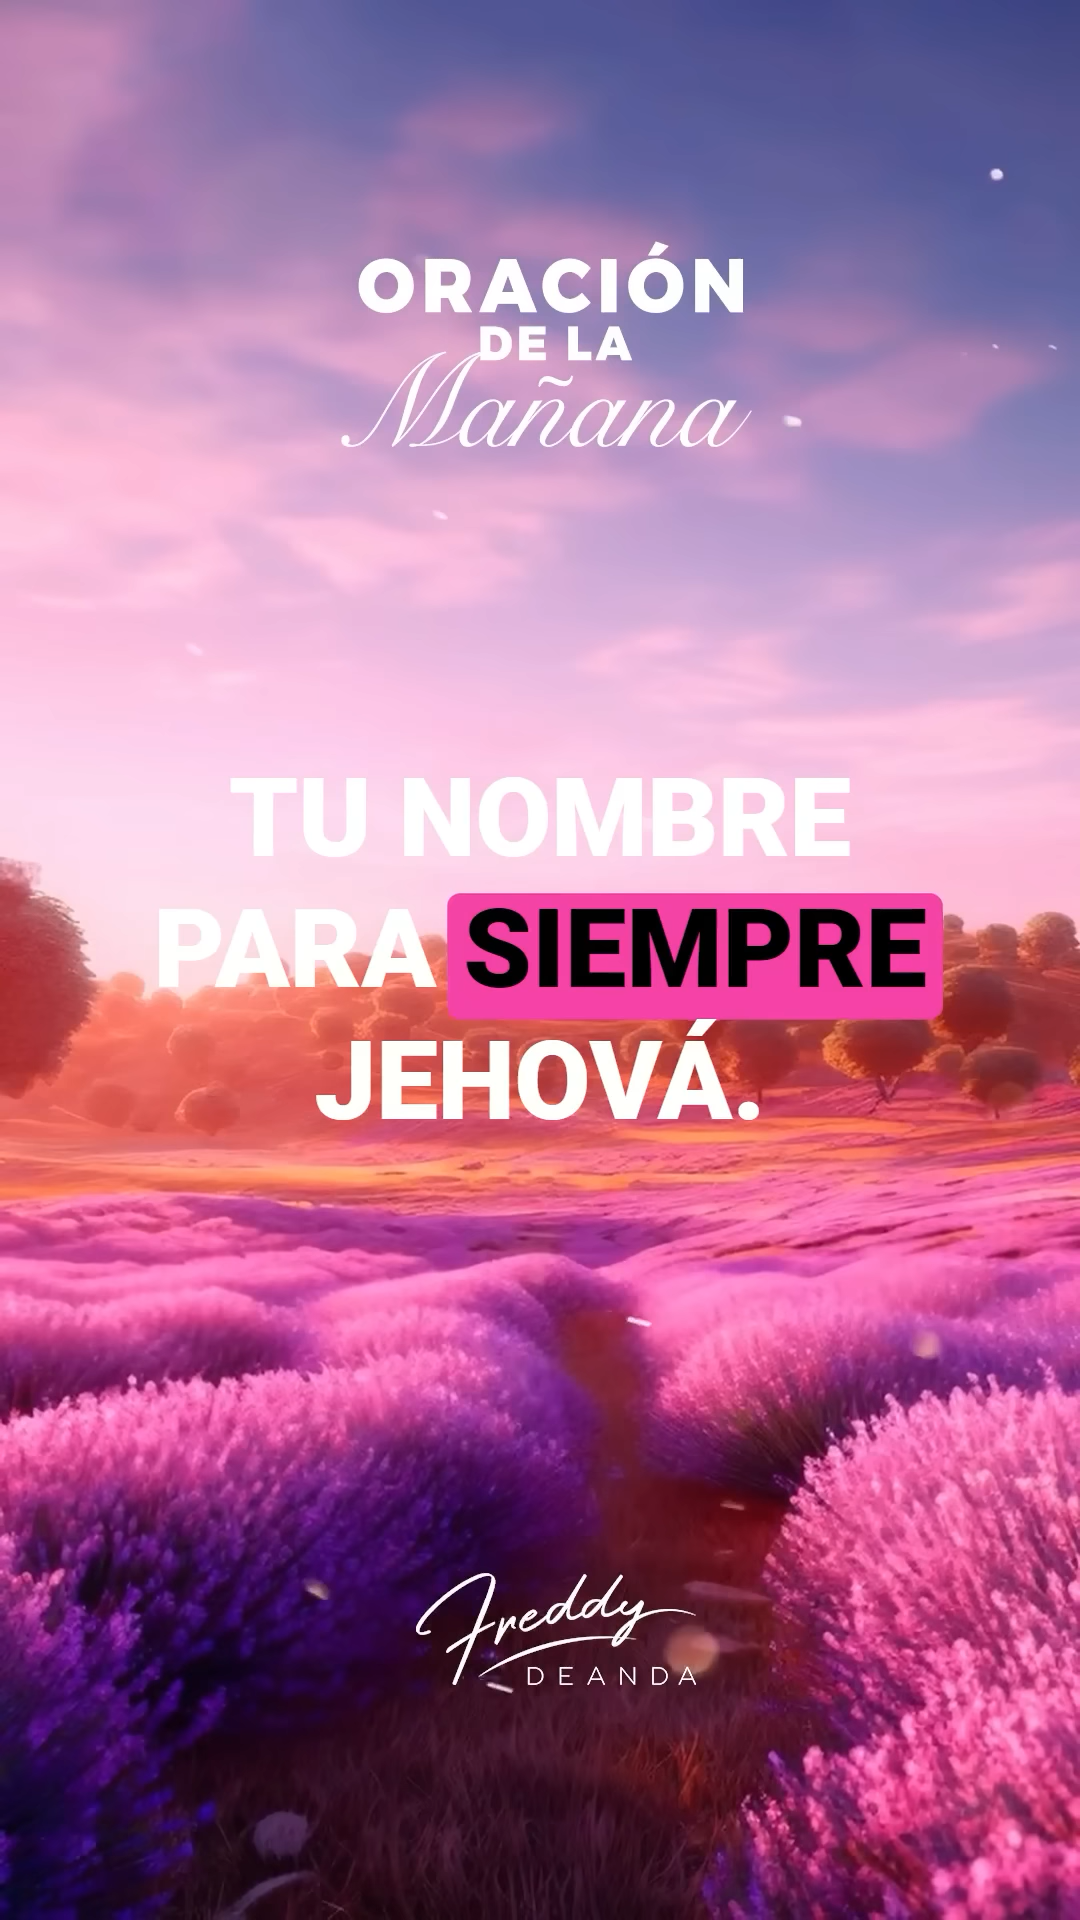 ORACIÓN
DE LA
Mañana
TU NOMBRE
PARA SIEMPRE
JEHOVÁ.
Freddy
DEANDA